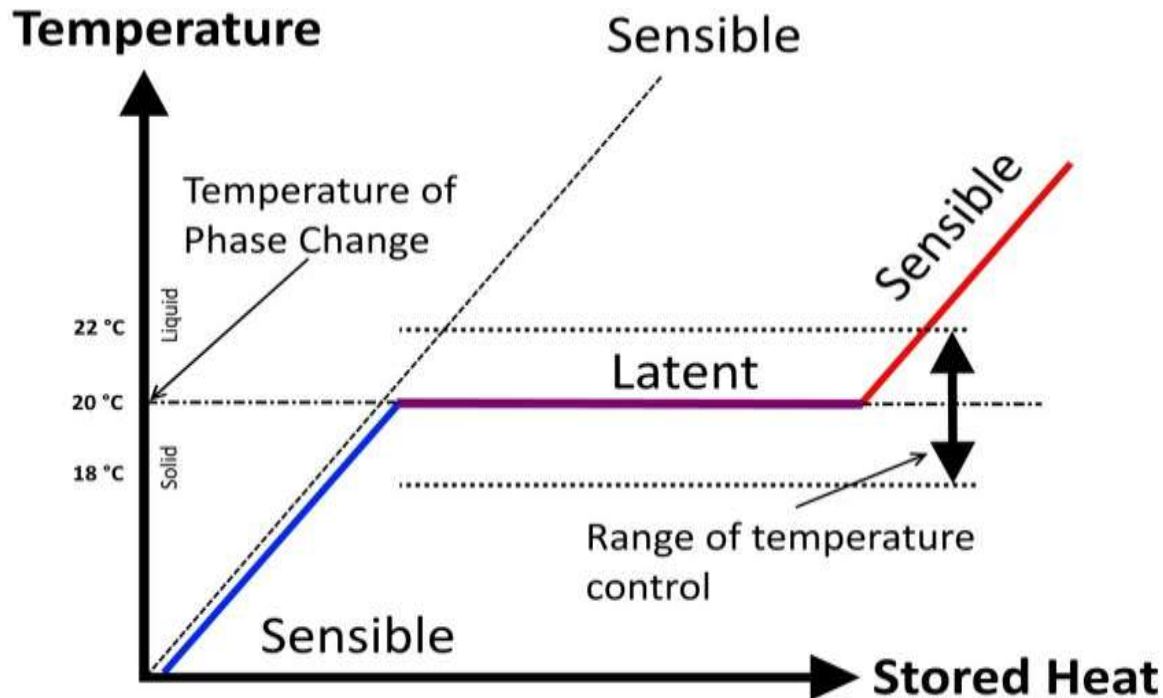 Temperature
Sensible
Temperature of
Phase Change
Liquid
22 °C
Sensible
Latent
20 °C
Solid
18 °C
Range of temperature
control
Sensible
Stored Heat